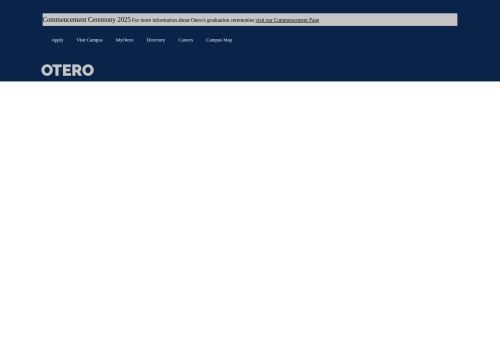 Commencement Ceremony 2025 For more information about Otero's graduation ceremonies visit our Commencement Page
Apply Visit Campus MyOtero Directory Careers Campus Map
OTERO